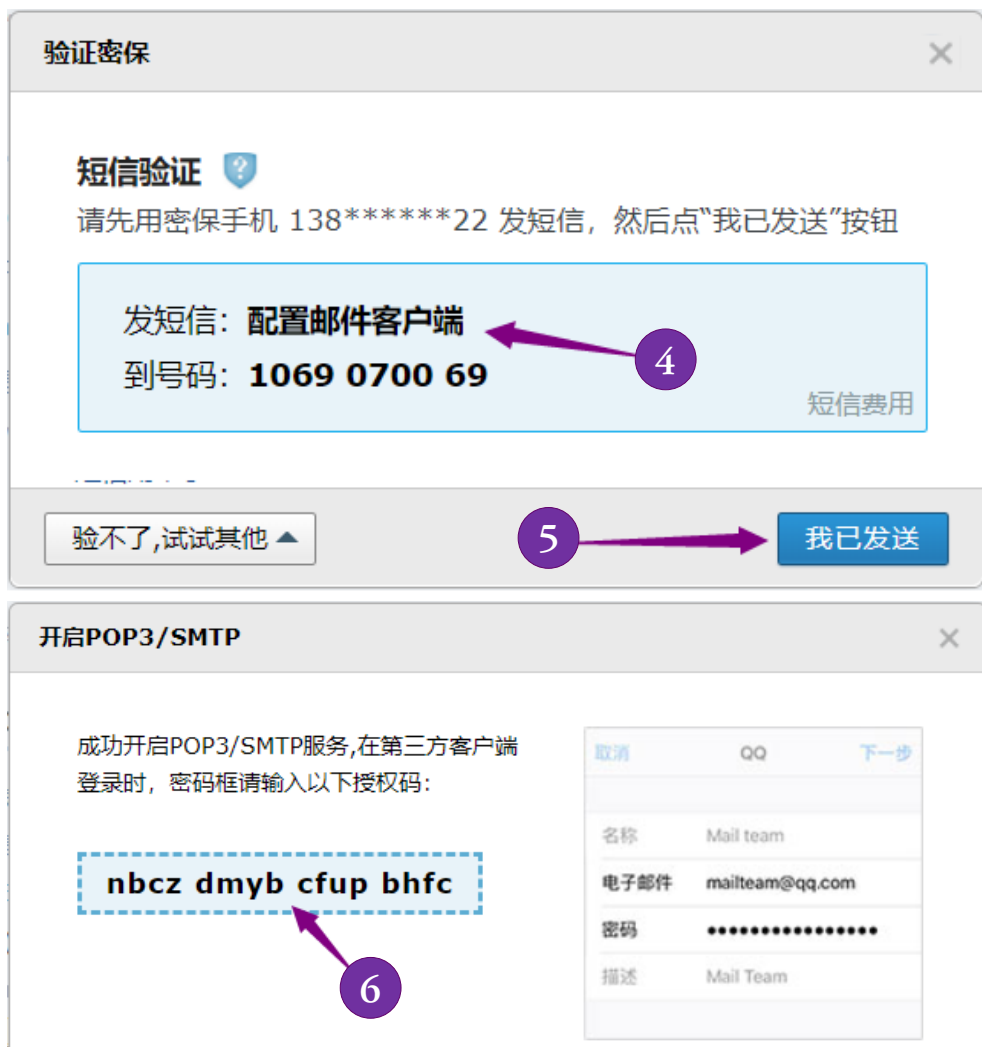 验证密保
短信验证
请先用密保手机 138******22 发短信，然后点“我已发送”按钮
发短信：配置邮件客户端
4
到号码：1069 0700 69
短信费用
验不了,试试其他
5
我已发送
开启POP3/SMTP
成功开启POP3/SMTP服务,在第三方客户端
登录时，密码框请输入以下授权码：
nbcz dmyb cfup bhfc
6
取消 QQ 下一步
名称 Mail team
电子邮件 mailteam@qq.com
密码 ••••••••••••••••
描述 Mail Team